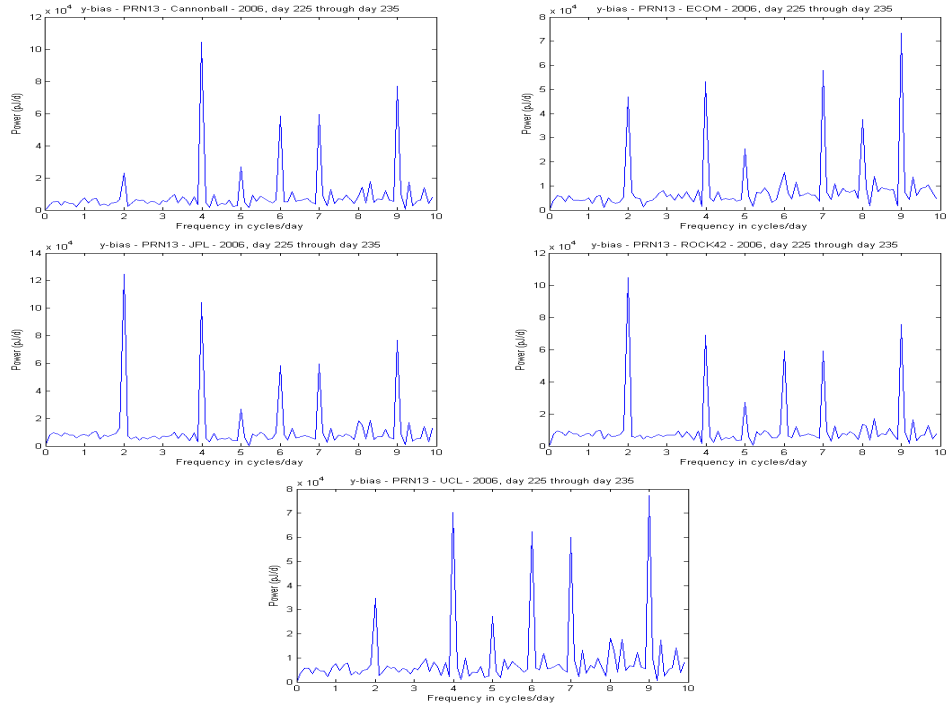 y-bias - PRN13 - Cannonball - 2006, day 225 through day 235
x 10^4
12
10
8
6
4
2
0
Power (pJ/d)
0 1 2 3 4 5 6 7 8 9 10
Frequency in cycles/day
y-bias - PRN13 - ECOM - 2006, day 225 through day 235
x 10^4
8
7
6
5
4
3
2
1
0
Power (pJ/d)
0 1 2 3 4 5 6 7 8 9 10
Frequency in cycles/day
y-bias - PRN13 - JPL - 2006, day 225 through day 235
x 10^4
14
12
10
8
6
4
2
0
Power (pJ/d)
0 1 2 3 4 5 6 7 8 9 10
Frequency in cycles/day
y-bias - PRN13 - ROCK42 - 2006, day 225 through day 235
x 10^4
12
10
8
6
4
2
0
Power (pJ/d)
0 1 2 3 4 5 6 7 8 9 10
Frequency in cycles/day
y-bias - PRN13 - UCL - 2006, day 225 through day 235
x 10^4
8
7
6
5
4
3
2
1
0
Power (pJ/d)
0 1 2 3 4 5 6 7 8 9 10
Frequency in cycles/day